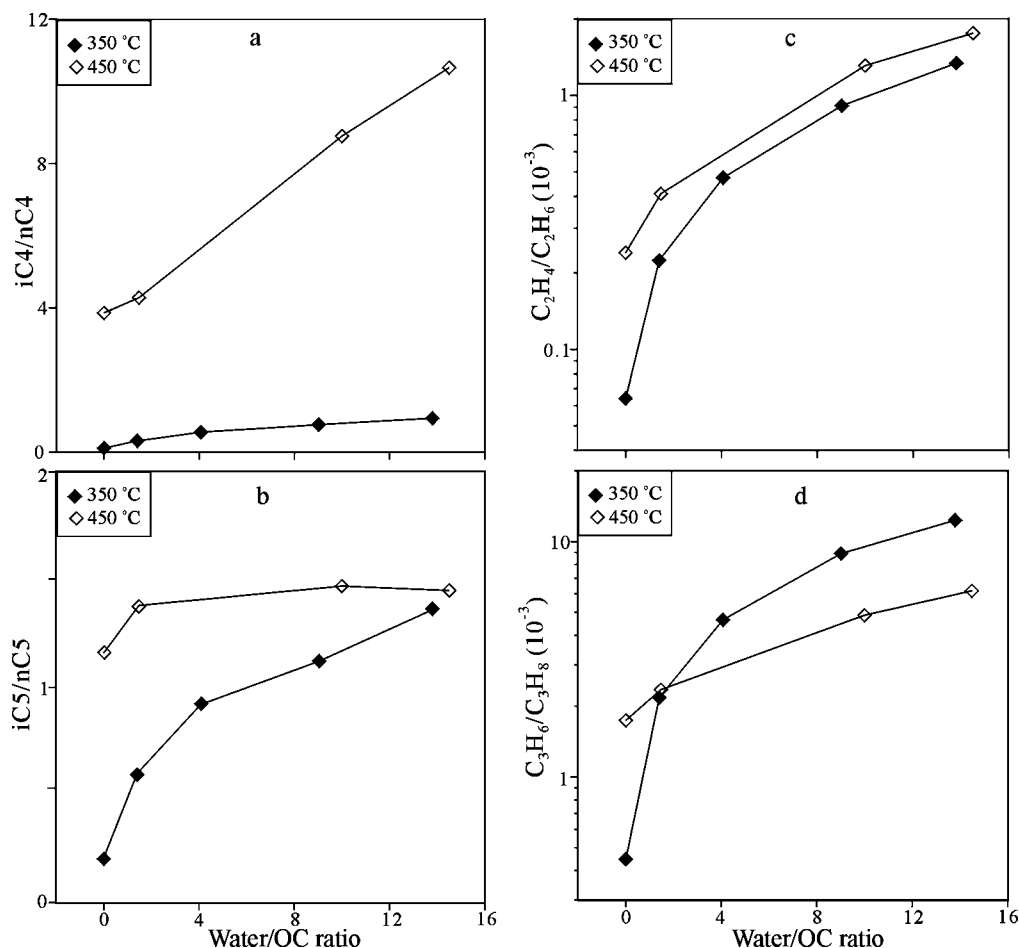 12
8
4
0
iC4/nC4
350 °C
450 °C
a
1
0.1
C₂H₄/C₂H₆ (10⁻³)
350 °C
450 °C
c
2
1
0
iC5/nC5
350 °C
450 °C
b
0 4 8 12 16
Water/OC ratio
10
1
C₃H₆/C₃H₈ (10⁻³)
350 °C
450 °C
d
0 4 8 12 16
Water/OC ratio